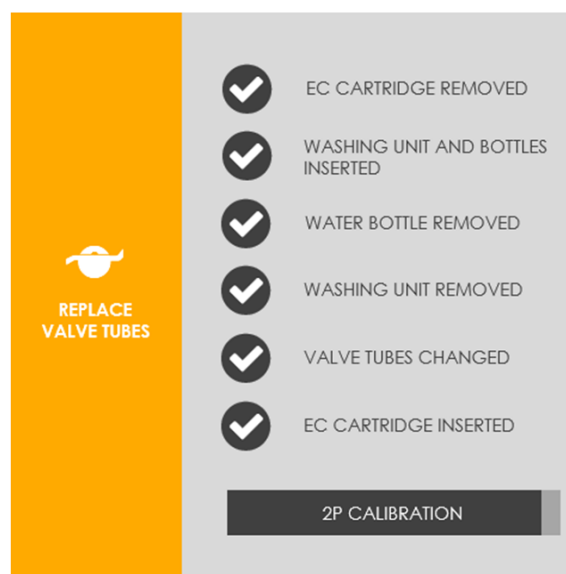 EC CARTRIDGE REMOVED
WASHING UNIT AND BOTTLES
INSERTED
WATER BOTTLE REMOVED
WASHING UNIT REMOVED
REPLACE
VALVE TUBES
VALVE TUBES CHANGED
EC CARTRIDGE INSERTED
2P CALIBRATION